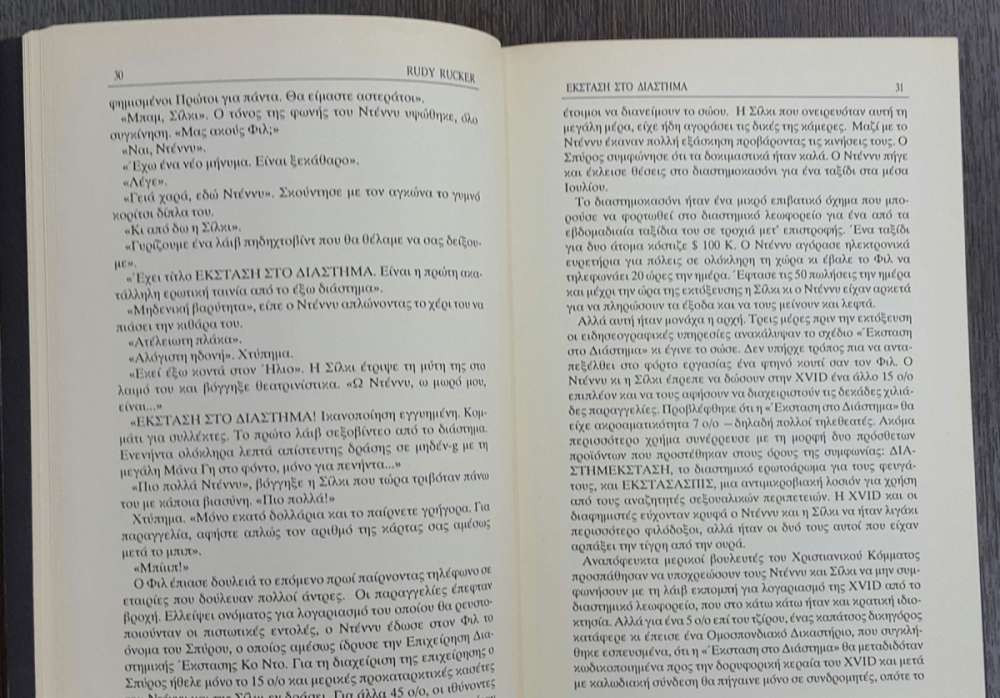 30 RUDY RUCKER
φημισμένοι Πρώτοι για πάντα. Θα είμαστε αστεράτοι».
«Μπαμ, Σίλκι». Ο τόνος της φωνής του Ντέννυ υψώθηκε, όλο
συγκίνηση. «Μας ακούς Φιλ;»
«Ναι, Ντέννυ».
«Έχω ένα νέο μήνυμα. Είναι ξεκάθαρο».
«Λέγε».
«Γειά χαρά, εδώ Ντέννυ». Σκούντησε με τον αγκώνα το γυμνό
κορίτσι δίπλα του.
«Κι από δω η Σίλκι».
«Γυρίζουμε ένα λάιβ πηδηχτοβίντ που θα θέλαμε να σας δείξου-
με».
«Έχει τίτλο ΕΚΣΤΑΣΗ ΣΤΟ ΔΙΑΣΤΗΜΑ. Είναι η πρώτη ακα-
τάλληλη ερωτική ταινία από το έξω διάστημα».
«Μηδενική βαρύτητα», είπε ο Ντέννυ απλώνοντας το χέρι του να
πιάσει την κιθάρα του.
«Ατέλειωτη πλάκα».
«Αλόγιστη ηδονή». Χτύπημα.
«Εκεί έξω κοντά στον Ήλιο». Η Σίλκι έτριψε τη μύτη της στο
λαιμό του και βόγγηξε θεατρινίστικα. «Ω Ντέννυ, ω μωρό μου,
είναι...»
«ΕΚΣΤΑΣΗ ΣΤΟ ΔΙΑΣΤΗΜΑ! Ικανοποίηση εγγυημένη. Κομ-
μάτι για συλλέκτες. Το πρώτο λάιβ σεξοβίντεο από το διάστημα.
Ενενήντα ολόκληρα λεπτά απίστευτης δράσης σε μηδέν-g με τη
μεγάλη Μάνα Γη στο φόντο, μόνο για πενήντα...»
«Πιο πολλά Ντέννυ», βόγγηξε η Σίλκι που τώρα τριβόταν πάνω
του με κάποια βιασύνη. «Πιο πολλά!»
Χτύπημα. «Μόνο εκατό δολλάρια και το παίρνετε γρήγορα. Για
παραγγελία, αφήστε απλώς τον αριθμό της κάρτας σας αμέσως
μετά το μπιπ».
«Μπίιπ!»
Ο Φιλ έπιασε δουλειά το επόμενο πρωί παίρνοντας τηλέφωνο σε
εταιρίες που δούλευαν πολλοί άντρες. Οι παραγγελίες έπεφταν
βροχή. Ελλείψει ονόματος για λογαριασμό του οποίου θα ρευστο-
ποιούνταν οι πιστωτικές εντολές, ο Ντέννυ έδωσε στον Φιλ το
όνομα του Σπύρου, ο οποίος αμέσως ίδρυσε την Επιχείρηση Δια-
στημικής Έκστασης Κο Ντο. Για τη διαχείριση της επιχείρησης ο
Σπύρος ήθελε μόνο το 15 ο/ο και μερικές προκαταρκτικές κασέτες
της Ντέννυ και Σίλκι εν δράσει. Για άλλα 45 ο/ο, οι ιθύνοντες
ΕΚΣΤΑΣΗ ΣΤΟ ΔΙΑΣΤΗΜΑ 31
έτοιμοι να διανείμουν το σώου. Η Σίλκι που ονειρευόταν αυτή τη
μεγάλη μέρα, είχε ήδη αγοράσει τις δικές της κάμερες. Μαζί με το
Ντέννυ έκαναν πολλή εξάσκηση προβάροντας τις κινήσεις τους. Ο
Σπύρος συμφώνησε ότι τα δοκιμαστικά ήταν καλά. Ο Ντέννυ πήγε
και έκλεισε θέσεις στο διαστημοκασόνι για ένα ταξίδι στα μέσα
Ιουλίου.
Το διαστημοκασόνι ήταν ένα μικρό επιβατικό όχημα που μπο-
ρούσε να φορτωθεί στο διαστημικό λεωφορείο για ένα από τα
εβδομαδιαία ταξίδια του σε τροχιά μετ' επιστροφής. Ένα ταξίδι
για δυο άτομα κόστιζε $ 100 Κ. Ο Ντέννυ αγόρασε ηλεκτρονικά
ευρετήρια για πόλεις σε ολόκληρη τη χώρα κι έβαλε το Φιλ να
τηλεφωνάει 20 ώρες την ημέρα. Έφτασε τις 50 πωλήσεις την ημέρα
και μέχρι την ώρα της εκτόξευσης η Σίλκι κι ο Ντέννυ είχαν αρκετά
για να πληρώσουν τα έξοδα και να τους μείνουν και λεφτά.
Αλλά αυτή ήταν μονάχα η αρχή. Τρεις μέρες πριν την εκτόξευση
οι ειδησεογραφικές υπηρεσίες ανακάλυψαν το σχέδιο «Έκσταση
στο Διάστημα» κι έγινε το σώσε. Δεν υπήρχε τρόπος πια να αντα-
πεξέλθει στο φόρτο εργασίας ένα φτηνό κουτί σαν τον Φιλ. Ο
Ντέννυ κι η Σίλκι έπρεπε να δώσουν στην XVID ένα άλλο 15 ο/ο
επιπλέον και να τους αφήσουν να διαχειριστούν τις δεκάδες χιλιά-
δες παραγγελίες. Προβλέφθηκε ότι η «Έκσταση στο Διάστημα» θα
είχε ακροαματικότητα 7 ο/ο —δηλαδή πολλοί τηλεθεατές. Ακόμα
περισσότερο χρήμα συνέρρευσε με τη μορφή δυο πρόσθετων
προϊόντων που προστέθηκαν στους όρους της συμφωνίας: ΔΙΑ-
ΣΤΗΜΕΚΣΤΑΣΗ, το διαστημικό ερωτοάρωμα για τους φευγά-
τους, και ΕΚΣΤΑΣΑΣΠΙΣ, μια αντιμικροβιακή λοσιόν για χρήση
από τους αναζητητές σεξουαλικών περιπετειών. Η XVID και οι
διαφημιστές εύχονταν κρυφά ο Ντέννυ και η Σίλκι να ήταν λιγάκι
περισσότερο φιλόδοξοι, αλλά ήταν οι δυό τους αυτοί που είχαν
αρπάξει την τίγρη από την ουρά.
Αναπόφευκτα μερικοί βουλευτές του Χριστιανικού Κόμματος
προσπάθησαν να υποχρεώσουν τους Ντέννυ και Σίλκι να μην συμ-
φωνήσουν με τη λάιβ εκπομπή για λογαριασμό της XVID από το
διαστημικό λεωφορείο, που στο κάτω κάτω ήταν και κρατική ιδιο-
κτησία. Αλλά για ένα 5 ο/ο επί του τζίρου, ένας καπάτσος δικηγόρος
κατάφερε κι έπεισε ένα Ομοσπονδιακό Δικαστήριο, που συγκλή-
θηκε εσπευσμένα, ότι η «Έκσταση στο Διάστημα» θα μεταδιδόταν
κωδικοποιημένα προς την δορυφορική κεραία του XVID και μετά
με καλωδιακή σύνδεση θα πήγαινε μόνο σε συνδρομητές, οπότε το